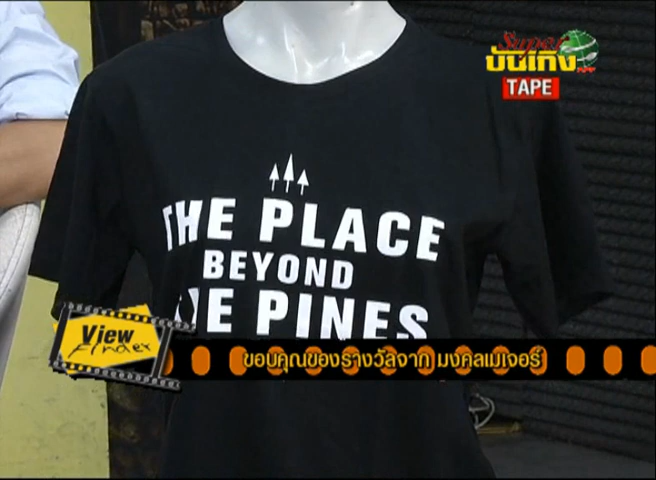 Super
บันเทิง
TAPE
THE PLACE
BEYOND
THE PINES
View
Finder
ขอบคุณของรางวัลจาก มงคลเมเจอร์